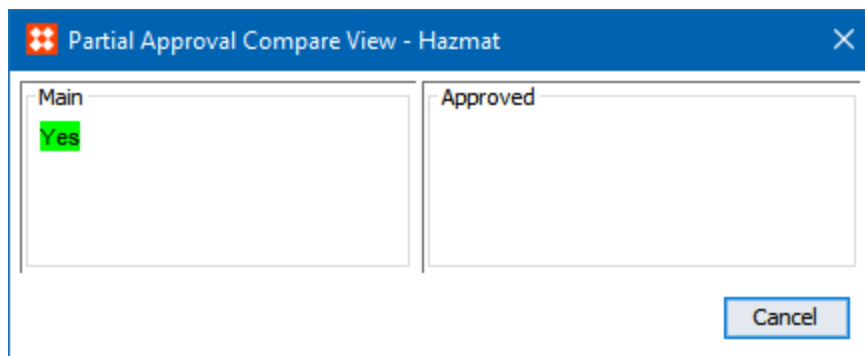 Partial Approval Compare View - Hazmat
Main
Approved
Yes
Cancel